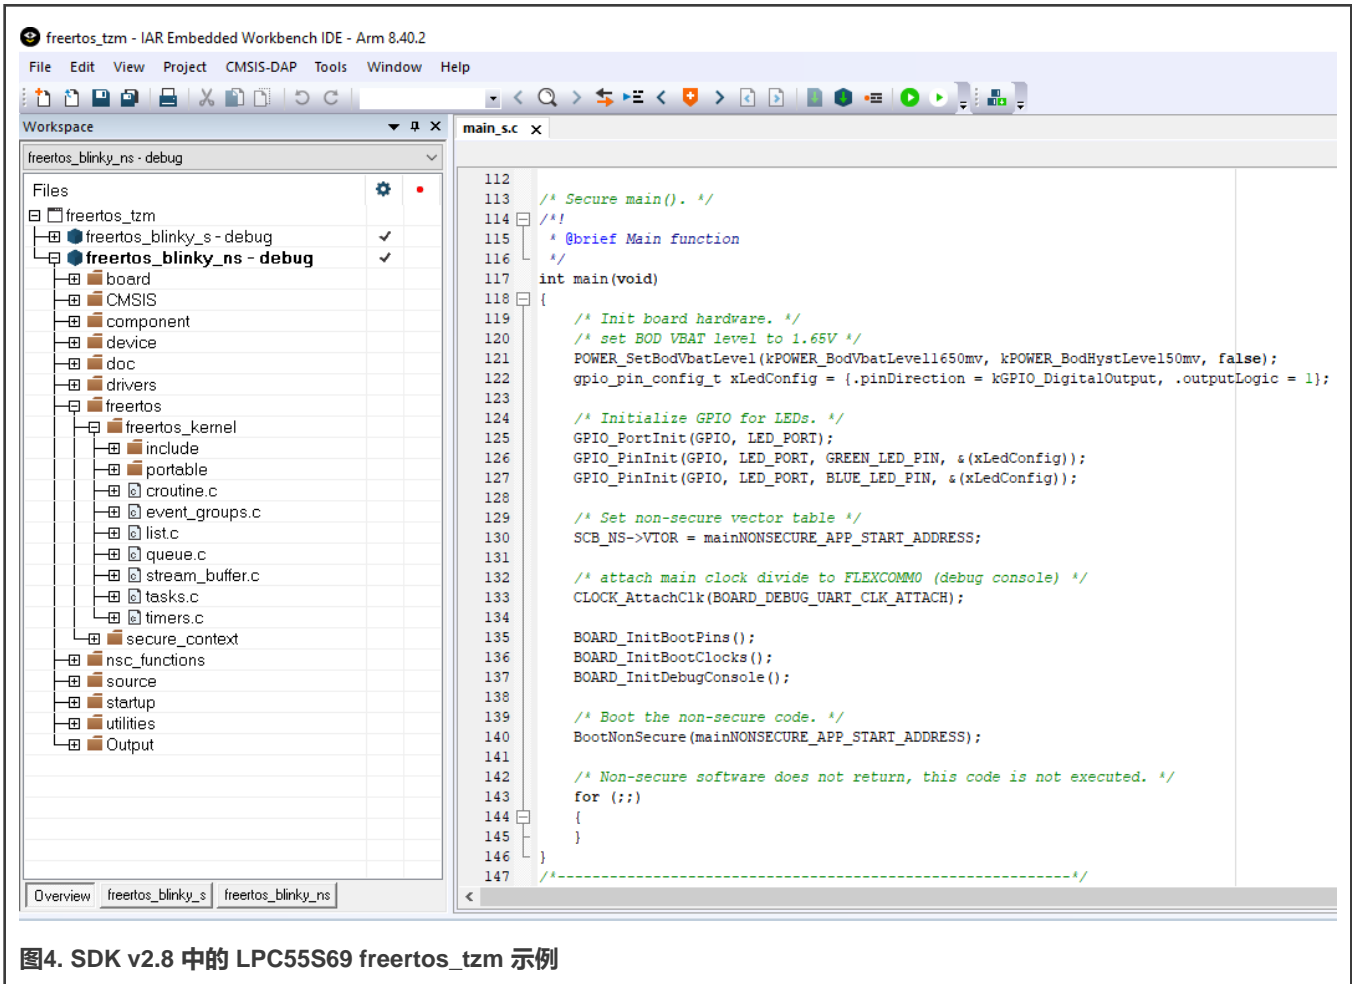 freertos_tzm - IAR Embedded Workbench IDE - Arm 8.40.2
File Edit View Project CMSIS-DAP Tools Window Help
Workspace
main_s.c
freertos_blinky_ns - debug
Files
freertos_tzm
freertos_blinky_s - debug
freertos_blinky_ns - debug
board
CMSIS
component
device
doc
drivers
freertos
freertos_kernel
include
portable
croutine.c
event_groups.c
list.c
queue.c
stream_buffer.c
tasks.c
timers.c
secure_context
nsc_functions
source
startup
utilities
Output
Overview freertos_blinky_s freertos_blinky_ns
112
113 /* Secure main(). */
114 /*!
115 * @brief Main function
116 */
117 int main(void)
118 {
119 /* Init board hardware. */
120 /* set BOD VBAT level to 1.65V */
121 POWER_SetBodVbatLevel(kPOWER_BodVbatLevel1650mv, kPOWER_BodHystLevel50mv, false);
122 gpio_pin_config_t xLedConfig = {.pinDirection = kGPIO_DigitalOutput, .outputLogic = 1};
123
124 /* Initialize GPIO for LEDs. */
125 GPIO_PortInit(GPIO, LED_PORT);
126 GPIO_PinInit(GPIO, LED_PORT, GREEN_LED_PIN, &(xLedConfig));
127 GPIO_PinInit(GPIO, LED_PORT, BLUE_LED_PIN, &(xLedConfig));
128
129 /* Set non-secure vector table */
130 SCB_NS->VTOR = mainNONSECURE_APP_START_ADDRESS;
131
132 /* attach main clock divide to FLEXCOMM0 (debug console) */
133 CLOCK_AttachClk(BOARD_DEBUG_UART_CLK_ATTACH);
134
135 BOARD_InitBootPins();
136 BOARD_InitBootClocks();
137 BOARD_InitDebugConsole();
138
139 /* Boot the non-secure code. */
140 BootNonSecure(mainNONSECURE_APP_START_ADDRESS);
141
142 /* Non-secure software does not return, this code is not executed. */
143 for (;;)
144 {
145 }
146 }
147 /*-----------------------------------------------------------*/
图4. SDK v2.8 中的 LPC55S69 freertos_tzm 示例